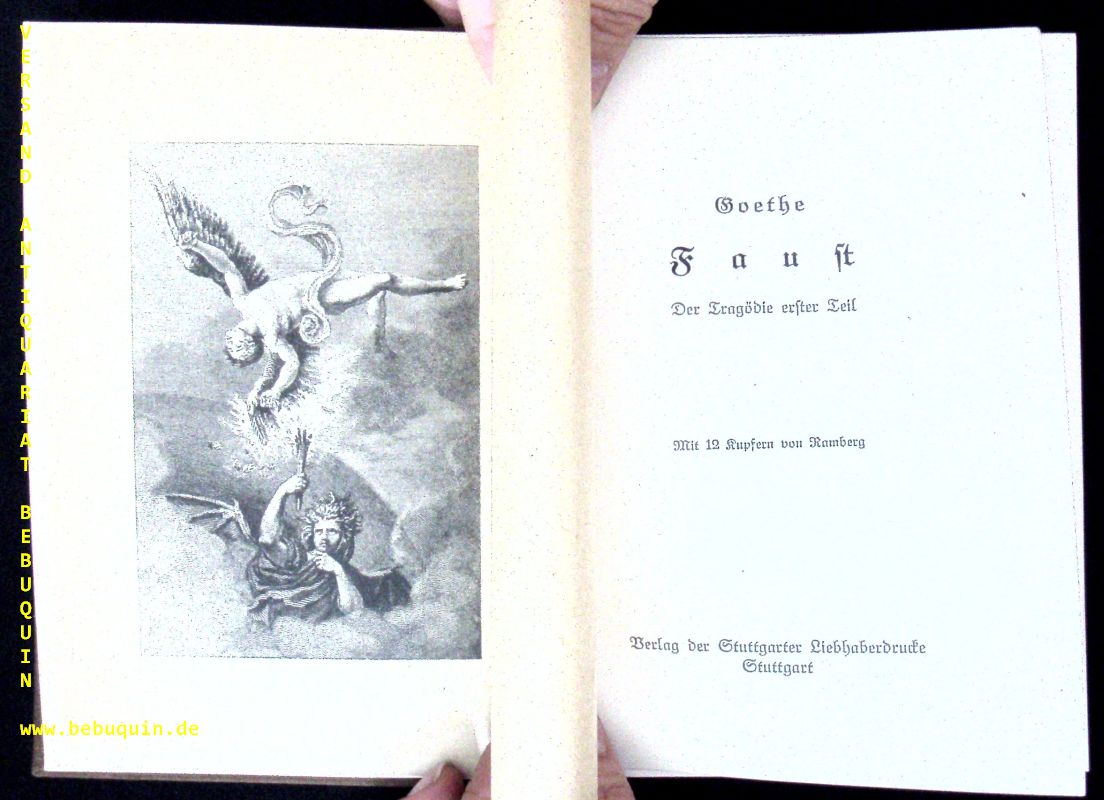 VERSAND ANTIQUARIAT BEBUQUIN
www.bebuquin.de
Goethe
Faust
Der Tragödie erster Teil
Mit 12 Kupfern von Ramberg
Verlag der Stuttgarter Liebhaberdrucke
Stuttgart